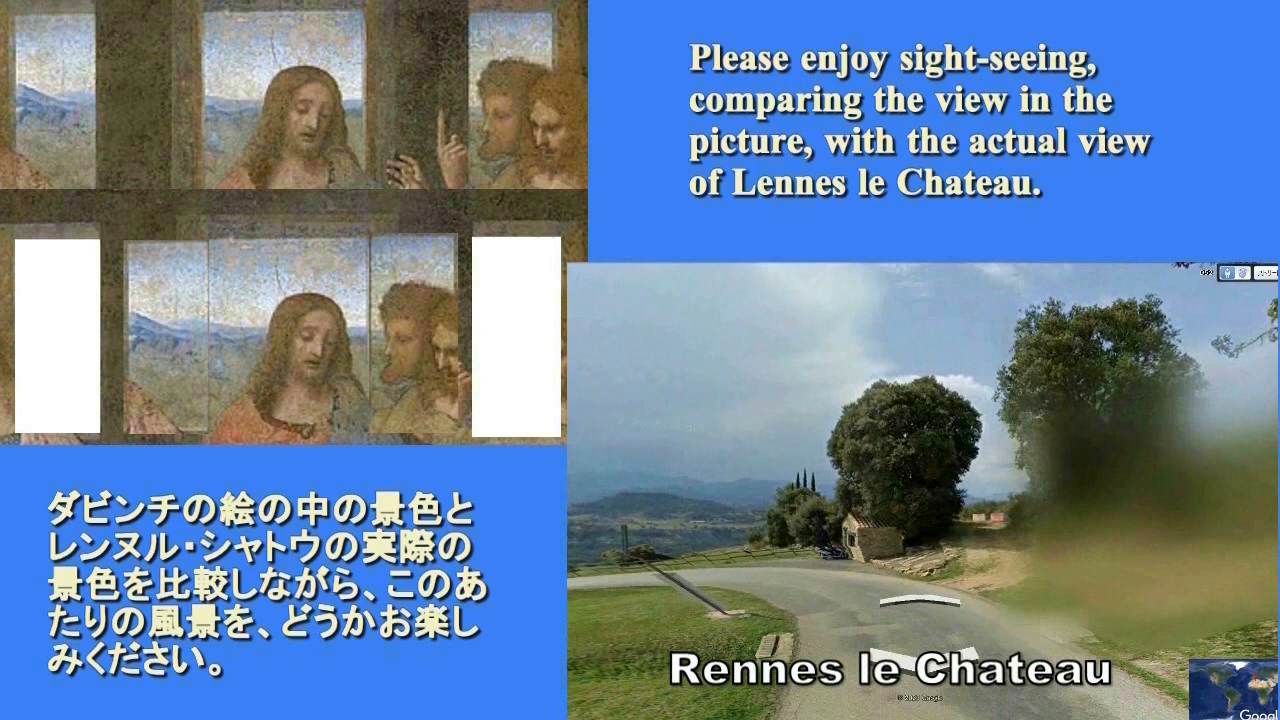 Please enjoy sight-seeing,
comparing the view in the
picture, with the actual view
of Lennes le Chateau.
ダビンチの絵の中の景色と
レンヌル・シャトウの実際の
景色を比較しながら、このあ
たりの風景を、どうかお楽し
みください。
Rennes le Chateau
Googl